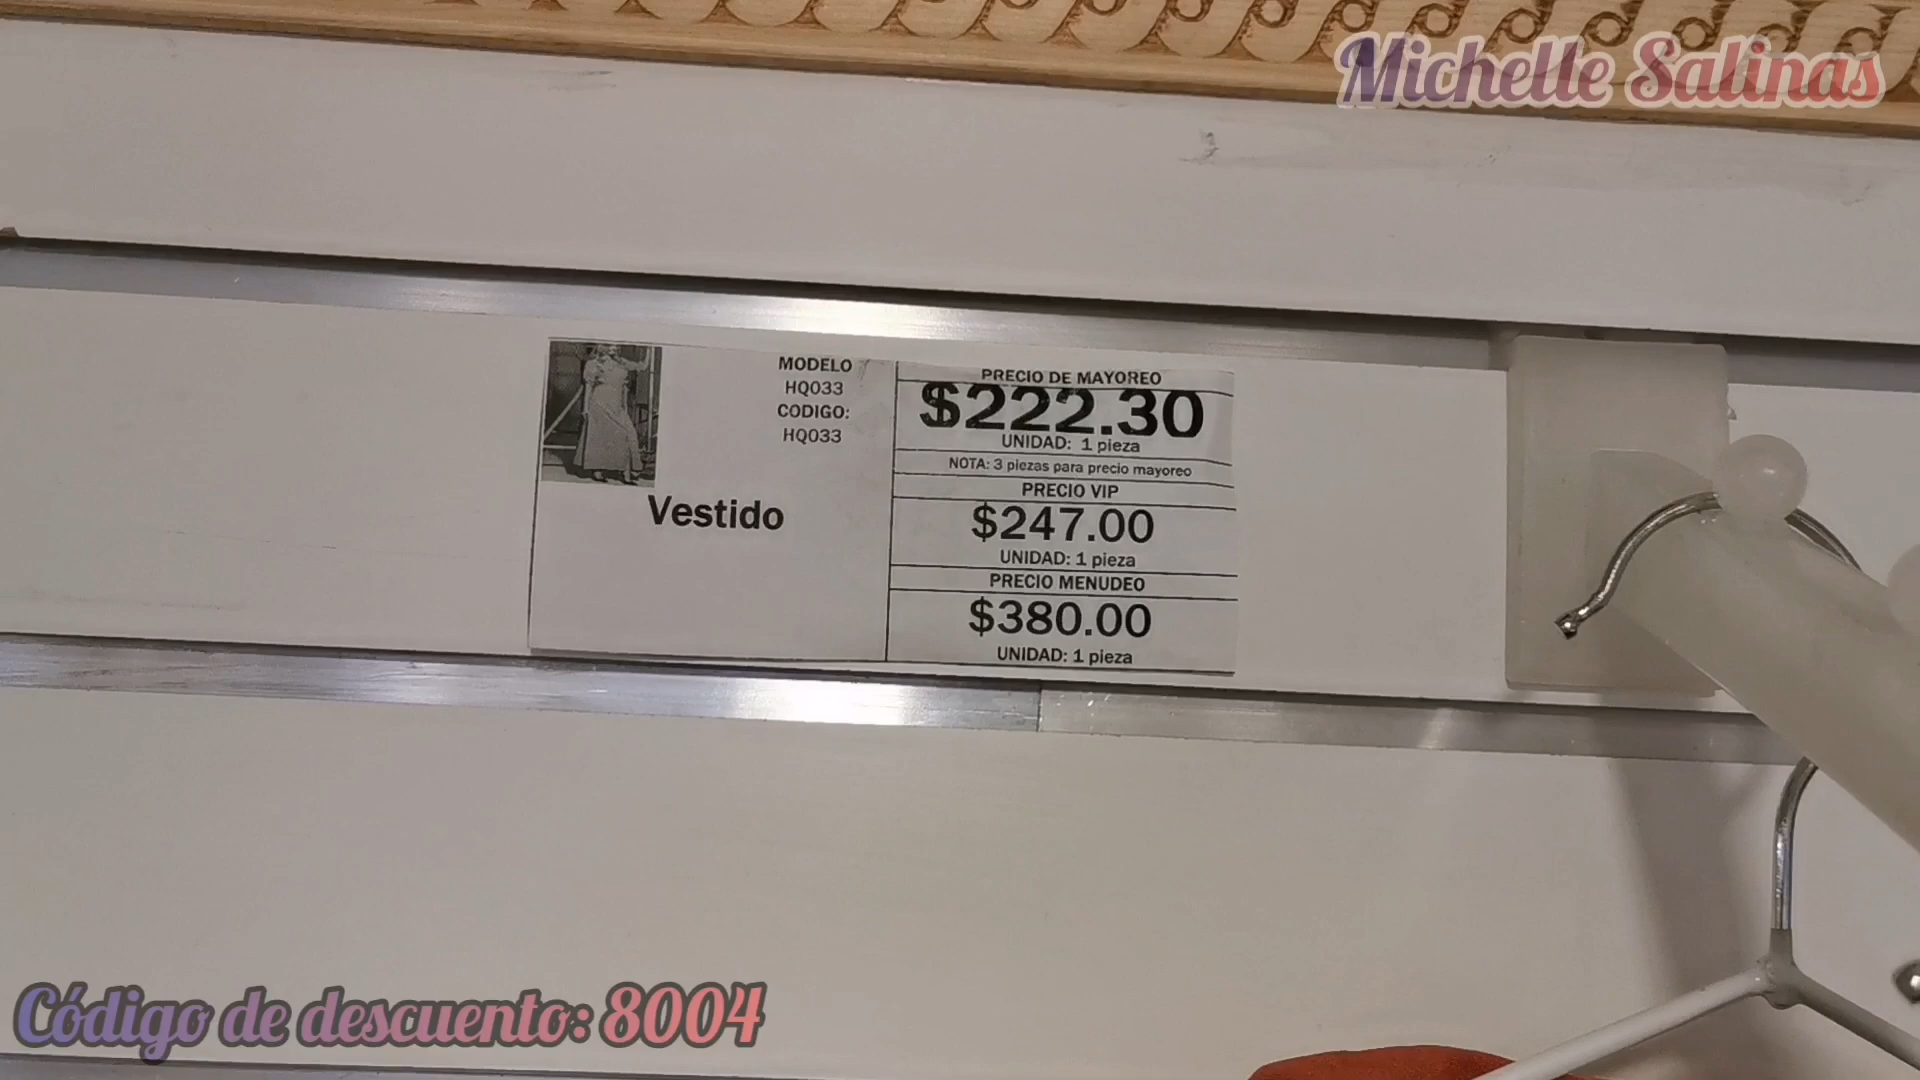 Michelle Salinas
MODELO
HQ033
CODIGO:
HQ033
Vestido
PRECIO DE MAYOREO
$222.30
UNIDAD: 1 pieza
NOTA: 3 piezas para precio mayoreo
PRECIO VIP
$247.00
UNIDAD: 1 pieza
PRECIO MENUDEO
$380.00
UNIDAD: 1 pieza
Código de descuento: 8004